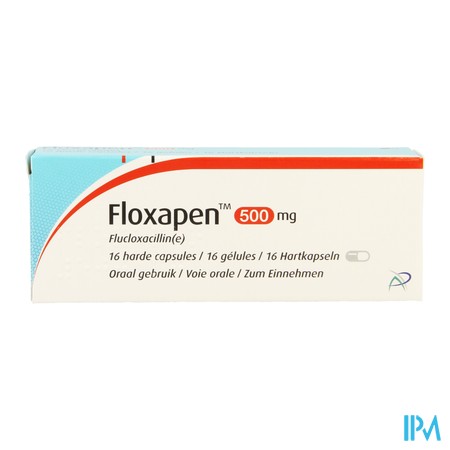 Floxapen™ 500 mg
Flucloxacillin(e)
16 harde capsules / 16 gélules / 16 Hartkapseln
Oraal gebruik / Voie orale / Zum Einnehmen
IPM